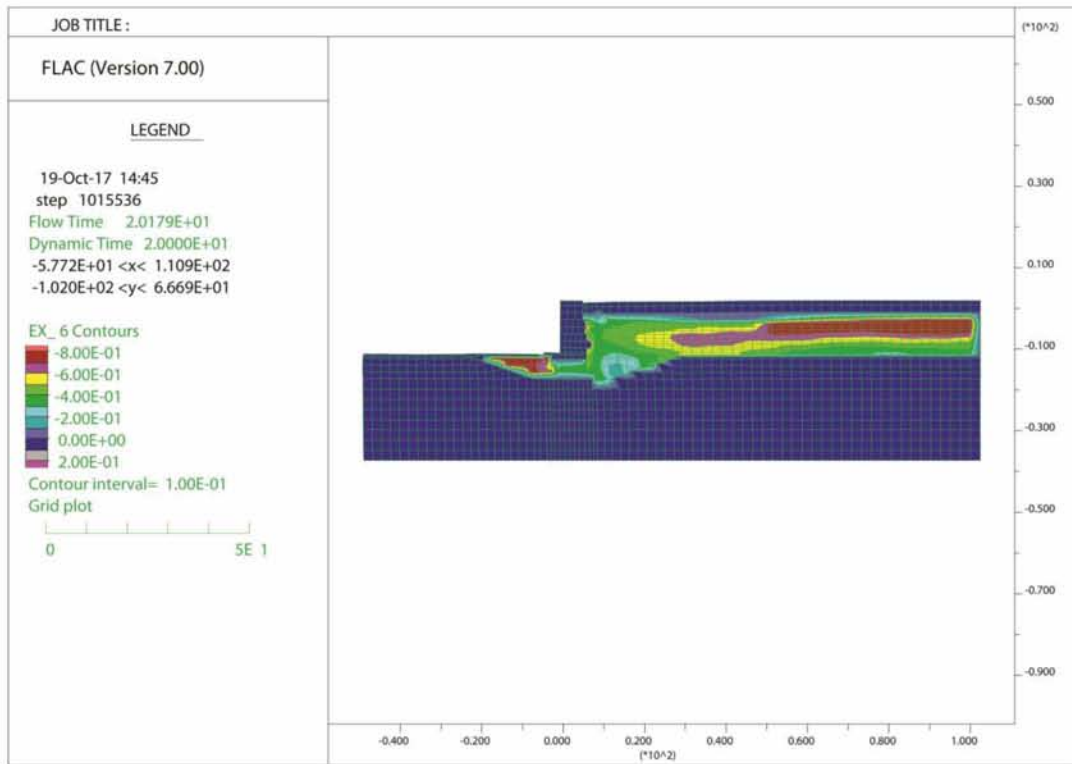 JOB TITLE :
FLAC (Version 7.00)
LEGEND
19-Oct-17 14:45
step 1015536
Flow Time 2.0179E+01
Dynamic Time 2.0000E+01
-5.772E+01 <x< 1.109E+02
-1.020E+02 <y< 6.669E+01
EX_ 6 Contours
-8.00E-01
-6.00E-01
-4.00E-01
-2.00E-01
0.00E+00
2.00E-01
Contour interval= 1.00E-01
Grid plot
0 5E 1
(*10^2)
0.500
0.300
0.100
-0.100
-0.300
-0.500
-0.700
-0.900
-0.400 -0.200 0.000 0.200 0.400 0.600 0.800 1.000
(*10^2)